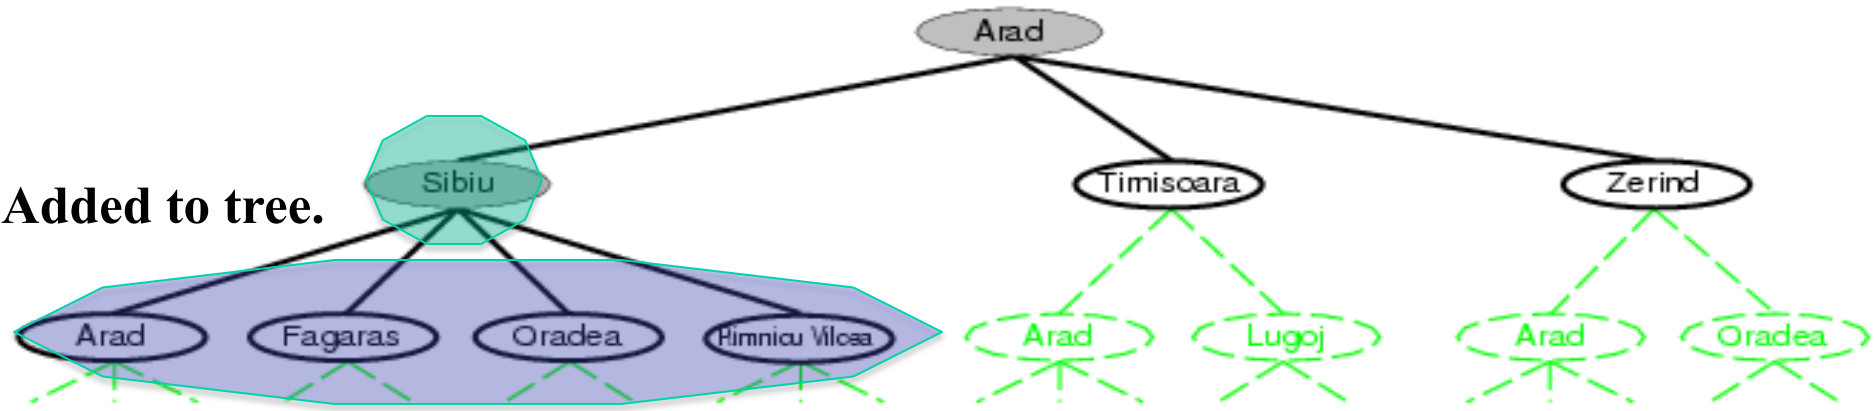 Arad
Sibiu
Timisoara
Zerind
Added to tree.
Arad
Fagaras
Oradea
Rimnicu Vilcea
Arad
Lugoj
Arad
Oradea